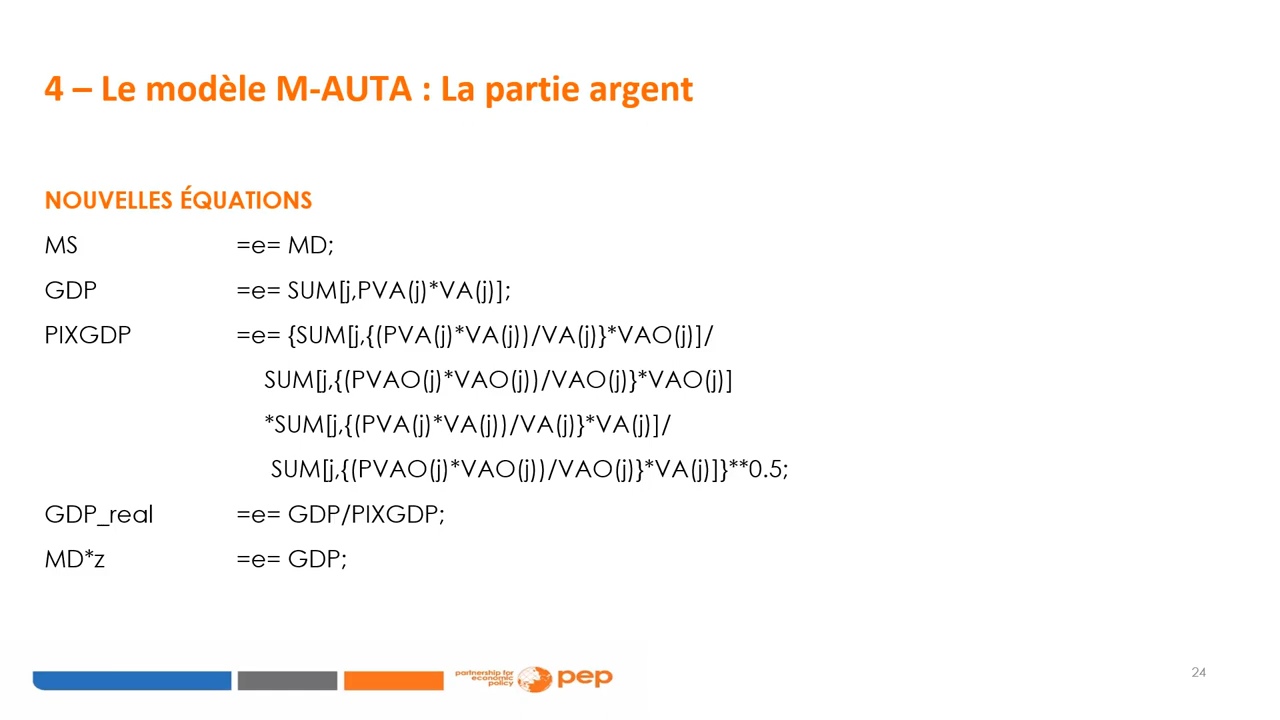 4 – Le modèle M-AUTA : La partie argent
NOUVELLES ÉQUATIONS
MS =e= MD;
GDP =e= SUM[j,PVA(j)*VA(j)];
PIXGDP =e= {SUM[j,{(PVA(j)*VA(j))/VA(j)}*VAO(j)]/
SUM[j,{(PVAO(j)*VAO(j))/VAO(j)}*VAO(j)]
*SUM[j,{(PVA(j)*VA(j))/VA(j)}*VA(j)]/
SUM[j,{(PVAO(j)*VAO(j))/VAO(j)}*VA(j)]}**0.5;
GDP_real =e= GDP/PIXGDP;
MD*z =e= GDP;
partnership for
economic
policy
pep
24